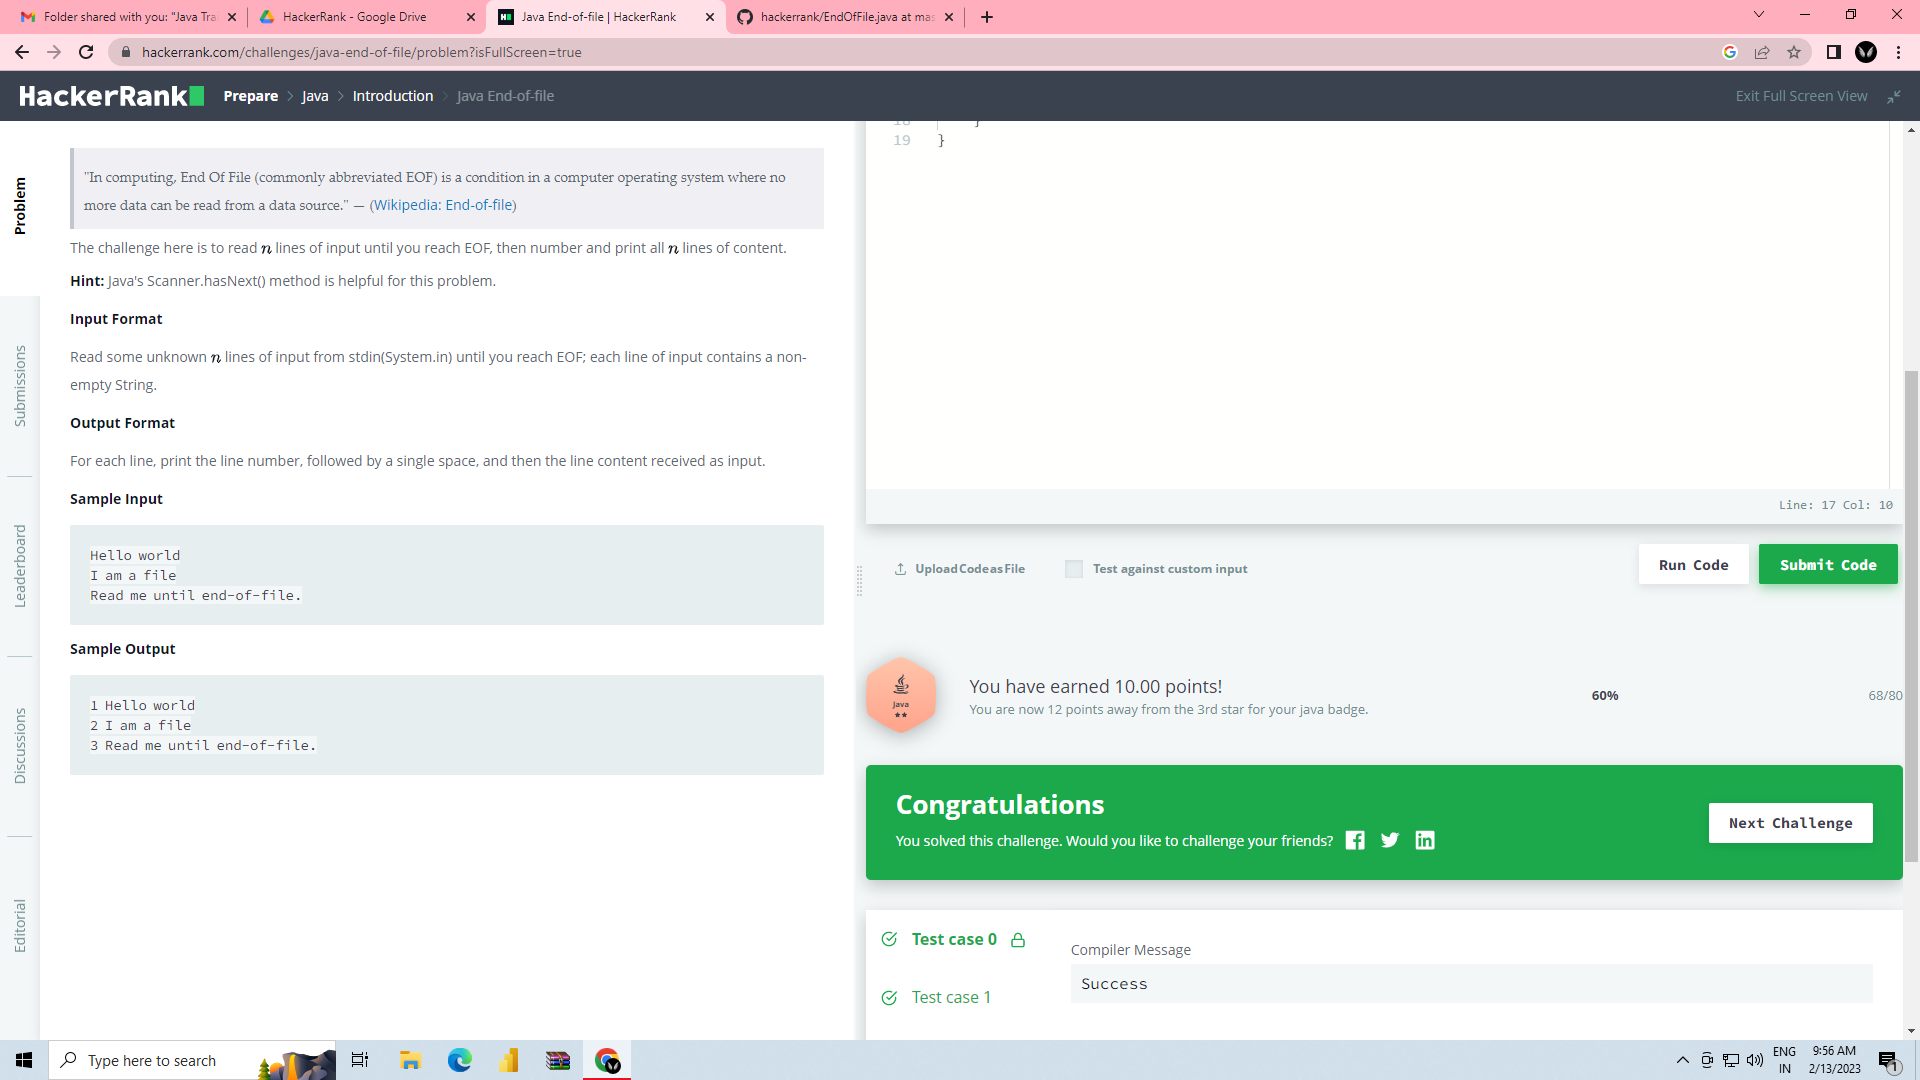 Folder shared with you: "Java Tra
HackerRank - Google Drive
Java End-of-file | HackerRank
hackerrank/EndOfFile.java at mas
hackerrank.com/challenges/java-end-of-file/problem?isFullScreen=true
HackerRank
Prepare > Java > Introduction > Java End-of-file
Exit Full Screen View
Problem
Submissions
Leaderboard
Discussions
Editorial
"In computing, End Of File (commonly abbreviated EOF) is a condition in a computer operating system where no
more data can be read from a data source." — (Wikipedia: End-of-file)
The challenge here is to read n lines of input until you reach EOF, then number and print all n lines of content.
Hint: Java's Scanner.hasNext() method is helpful for this problem.
Input Format
Read some unknown n lines of input from stdin(System.in) until you reach EOF; each line of input contains a non-
empty String.
Output Format
For each line, print the line number, followed by a single space, and then the line content received as input.
Sample Input
Hello world
I am a file
Read me until end-of-file.
Sample Output
1 Hello world
2 I am a file
3 Read me until end-of-file.
18 }
19 }
Line: 17 Col: 10
Upload Code as File
Test against custom input
Run Code
Submit Code
Java
You have earned 10.00 points!
You are now 12 points away from the 3rd star for your java badge.
60%
68/80
Congratulations
You solved this challenge. Would you like to challenge your friends?
Next Challenge
Test case 0
Test case 1
Compiler Message
Success
Type here to search
ENG
IN
9:56 AM
2/13/2023
1